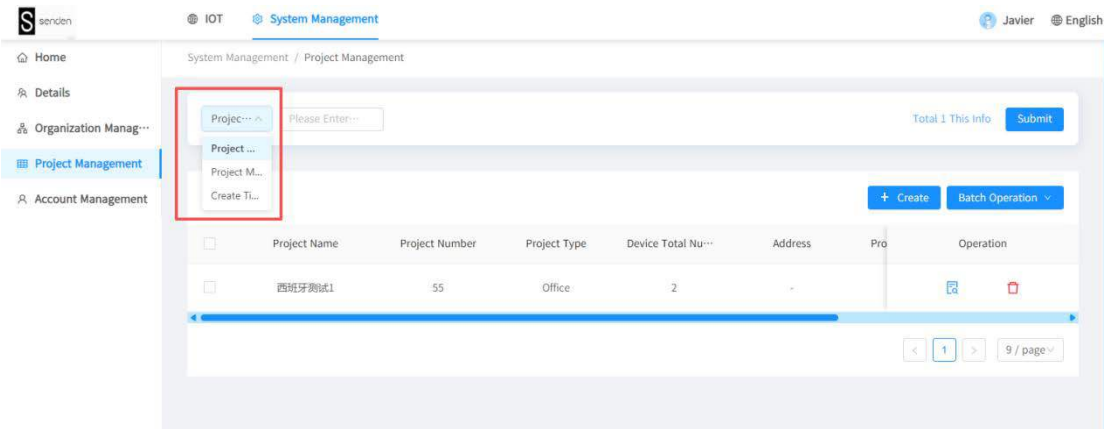 S senden
IOT
System Management
Javier
English
Home
Details
Organization Manag···
Project Management
Account Management
System Management / Project Management
Projec···
Please Enter···
Total 1 This Info
Submit
Project ...
Project M...
Create Ti...
+ Create
Batch Operation
Project Name Project Number Project Type Device Total Nu··· Address Pro Operation
西班牙测试1 55 Office 2 -
< 1 > 9 / page